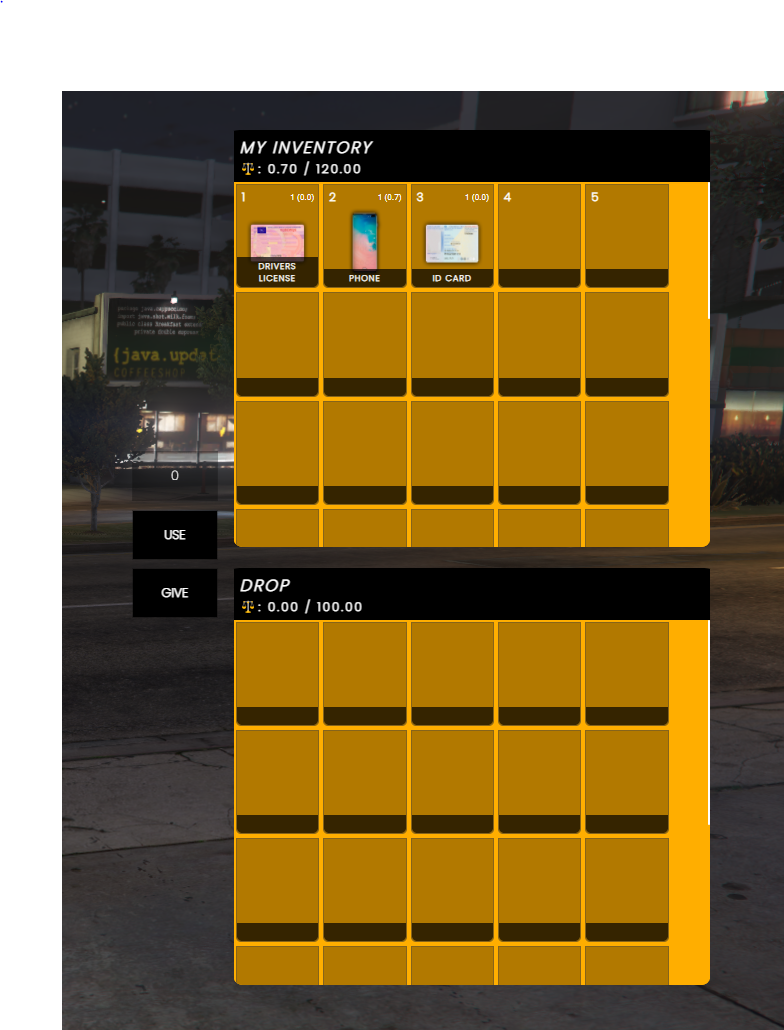 MY INVENTORY
: 0.70 / 120.00
1 1 (0.0) 2 1 (0.7) 3 1 (0.0) 4 5
DRIVERS
LICENSE PHONE ID CARD
{java.updat
COFFEESHOP
0
USE
GIVE
DROP
: 0.00 / 100.00